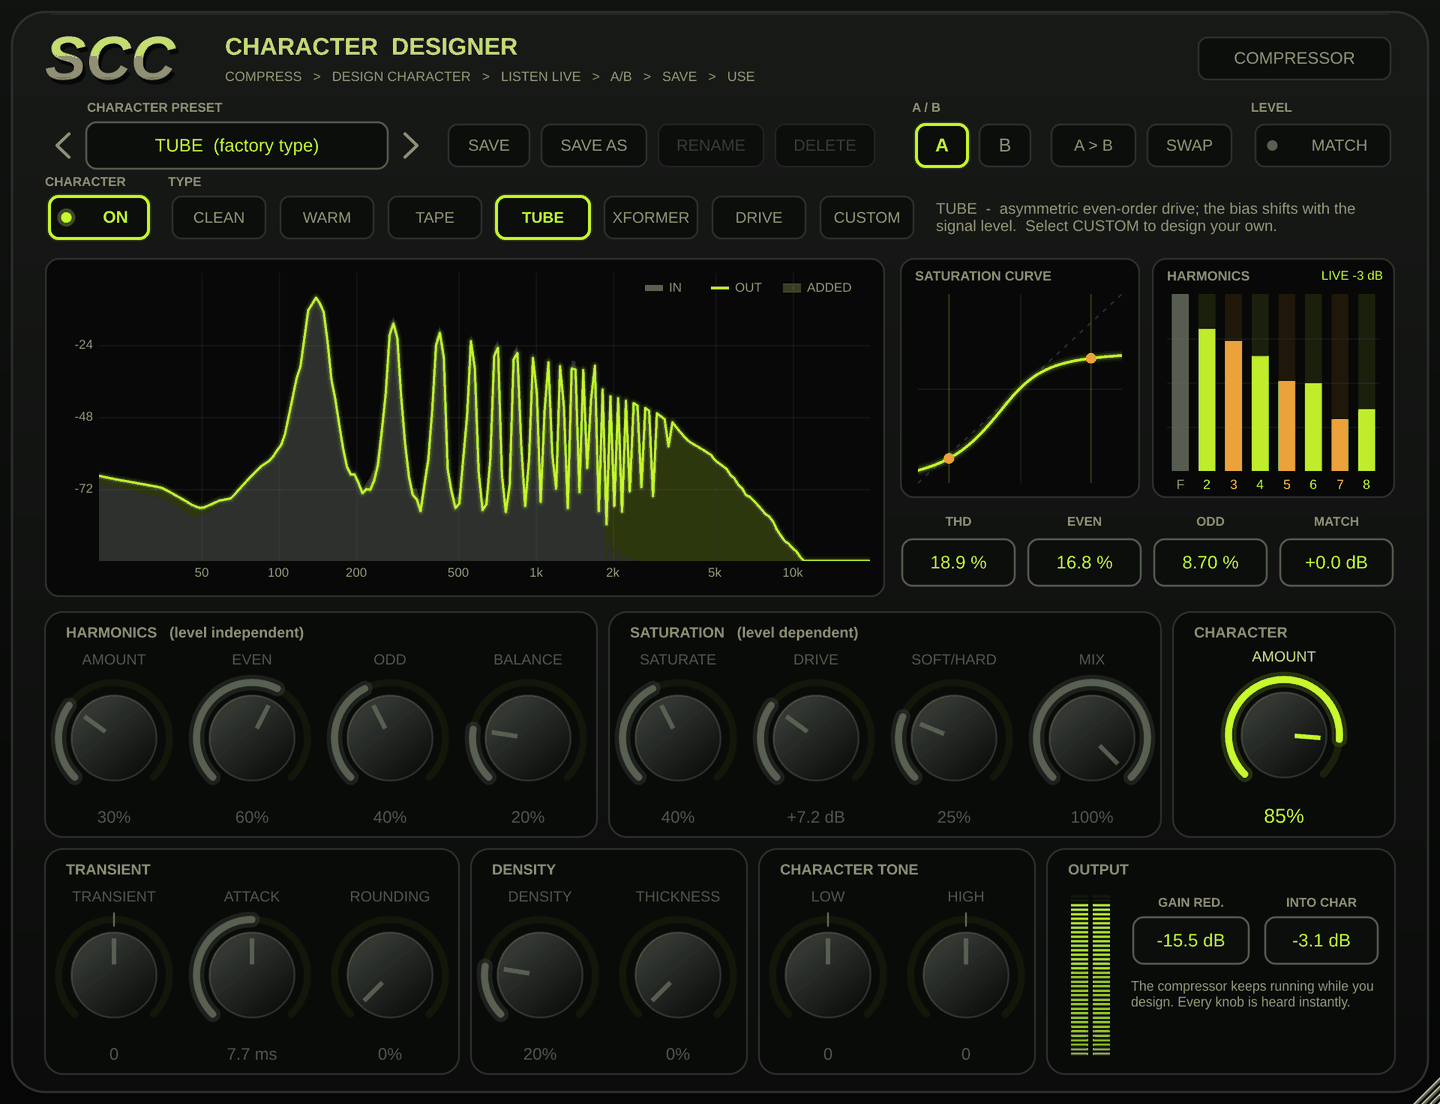 SCC
CHARACTER DESIGNER
COMPRESS > DESIGN CHARACTER > LISTEN LIVE > A/B > SAVE > USE
COMPRESSOR
CHARACTER PRESET
A / B
LEVEL
TUBE (factory type)
SAVE
SAVE AS
RENAME
DELETE
A
B
A > B
SWAP
MATCH
CHARACTER
TYPE
ON
CLEAN
WARM
TAPE
TUBE
XFORMER
DRIVE
CUSTOM
TUBE - asymmetric even-order drive; the bias shifts with the
signal level. Select CUSTOM to design your own.
IN
OUT
ADDED
-24
-48
-72
50
100
200
500
1k
2k
5k
10k
SATURATION CURVE
HARMONICS
LIVE -3 dB
F
2
3
4
5
6
7
8
THD
EVEN
ODD
MATCH
18.9 %
16.8 %
8.70 %
+0.0 dB
HARMONICS (level independent)
AMOUNT
EVEN
ODD
BALANCE
30%
60%
40%
20%
SATURATION (level dependent)
SATURATE
DRIVE
SOFT/HARD
MIX
40%
+7.2 dB
25%
100%
CHARACTER
AMOUNT
85%
TRANSIENT
TRANSIENT
ATTACK
ROUNDING
0
7.7 ms
0%
DENSITY
DENSITY
THICKNESS
20%
0%
CHARACTER TONE
LOW
HIGH
0
0
OUTPUT
GAIN RED.
INTO CHAR
-15.5 dB
-3.1 dB
The compressor keeps running while you
design. Every knob is heard instantly.